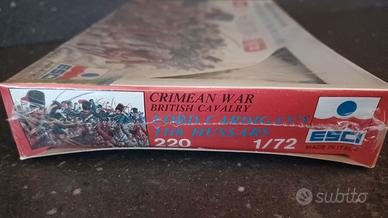 CRIMEAN WAR
BRITISH CAVALRY
LORD CARDIGAN'S
11th HUSSARS
220 1/72
ESCI
MADE IN ITALY
subito